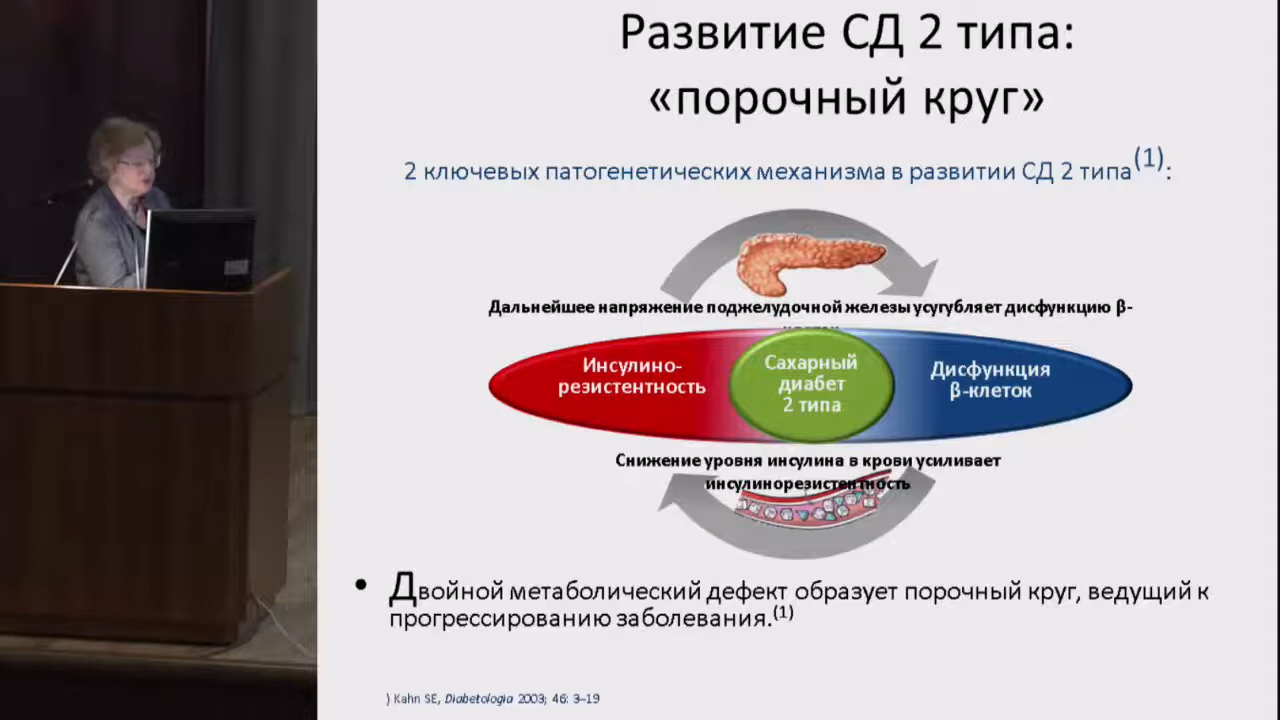 Развитие СД 2 типа:
«порочный круг»
2 ключевых патогенетических механизма в развитии СД 2 типа(1):
Дальнейшее напряжение поджелудочной железы усугубляет дисфункцию β-
Инсулино-
резистентность
Сахарный
диабет
2 типа
Дисфункция
β-клеток
Снижение уровня инсулина в крови усиливает
инсулинорезистентность
• Двойной метаболический дефект образует порочный круг, ведущий к
прогрессированию заболевания.(1)
) Kahn SE, Diabetologia 2003; 46: 3–19